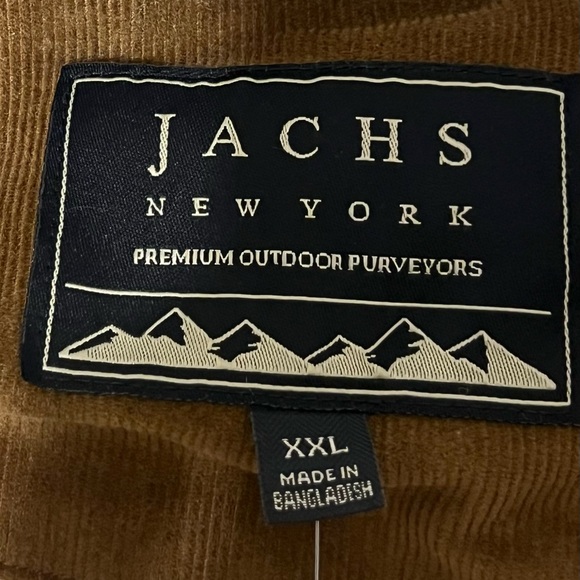 JACHS
NEW YORK
PREMIUM OUTDOOR PURVEYORS
XXL
MADE IN
BANGLADESH